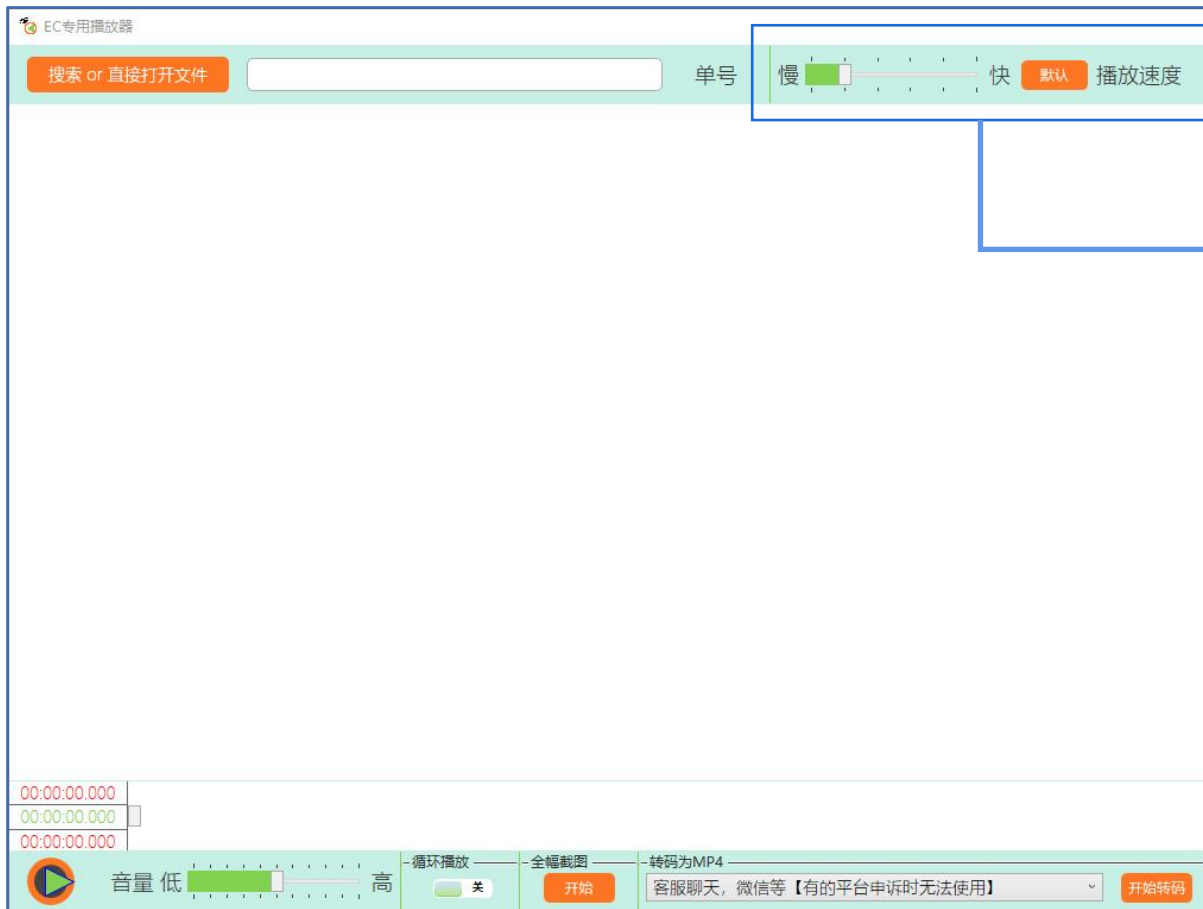 EC专用播放器
搜索 or 直接打开文件 单号 慢 快 默认 播放速度
00:00:00.000
00:00:00.000
00:00:00.000
循环播放 全幅截图 转码为MP4
音量 低 高 关 开始 客服聊天，微信等【有的平台申诉时无法使用】 开始转码